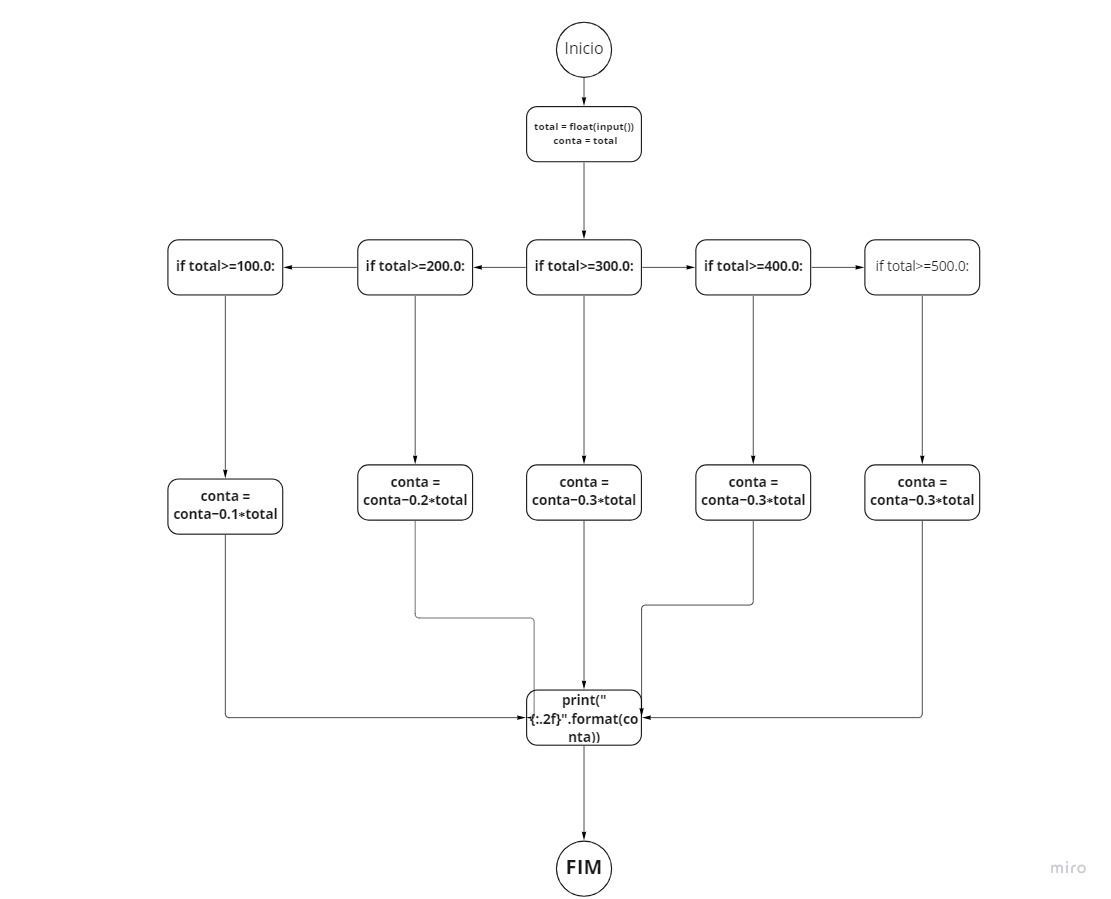 Inicio
total = float(input())
conta = total
if total>=100.0:
if total>=200.0:
if total>=300.0:
if total>=400.0:
if total>=500.0:
conta =
conta−0.1*total
conta =
conta−0.2*total
conta =
conta−0.3*total
conta =
conta−0.3*total
conta =
conta−0.3*total
print("
{:.2f}".format(co
nta))
FIM
miro